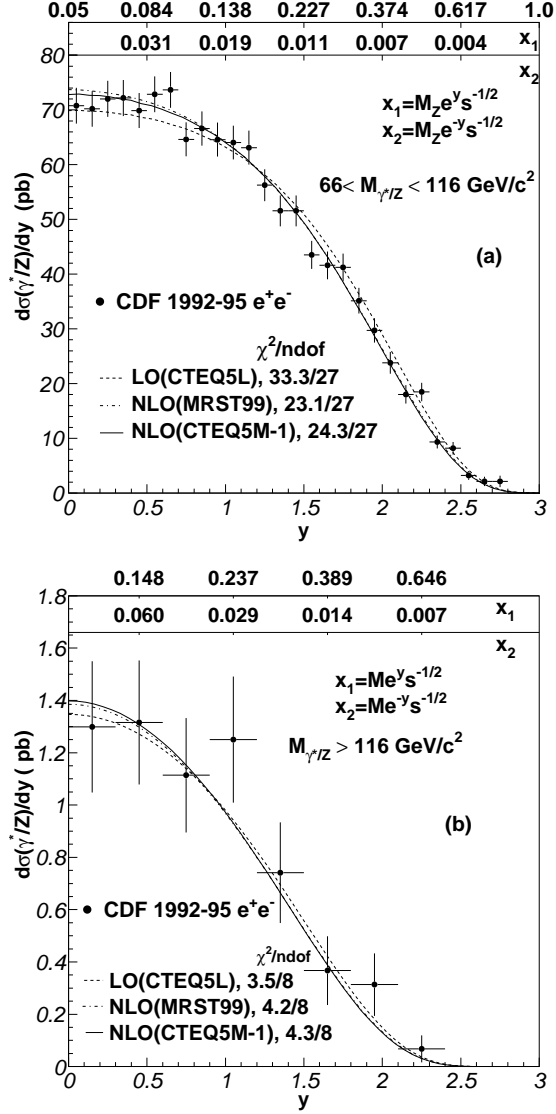 0.05 0.084 0.138 0.227 0.374 0.617 1.0
0.031 0.019 0.011 0.007 0.004 x₁
x₂
80
70
60
50
40
30
20
10
0
dσ(γ*/Z)/dy (pb)
x₁=M_Z e^y s^-1/2
x₂=M_Z e^-y s^-1/2
66< M_γ*/Z < 116 GeV/c²
(a)
CDF 1992-95 e⁺e⁻
χ²/ndof
LO(CTEQ5L), 33.3/27
NLO(MRST99), 23.1/27
NLO(CTEQ5M-1), 24.3/27
0 0.5 1 1.5 2 2.5 3
y
0.148 0.237 0.389 0.646
0.060 0.029 0.014 0.007 x₁
x₂
1.8
1.6
1.4
1.2
1
0.8
0.6
0.4
0.2
0
dσ(γ*/Z)/dy ( pb)
x₁=Me^y s^-1/2
x₂=Me^-y s^-1/2
M_γ*/Z > 116 GeV/c²
(b)
CDF 1992-95 e⁺e⁻
χ²/ndof
LO(CTEQ5L), 3.5/8
NLO(MRST99), 4.2/8
NLO(CTEQ5M-1), 4.3/8
0 0.5 1 1.5 2 2.5 3
y